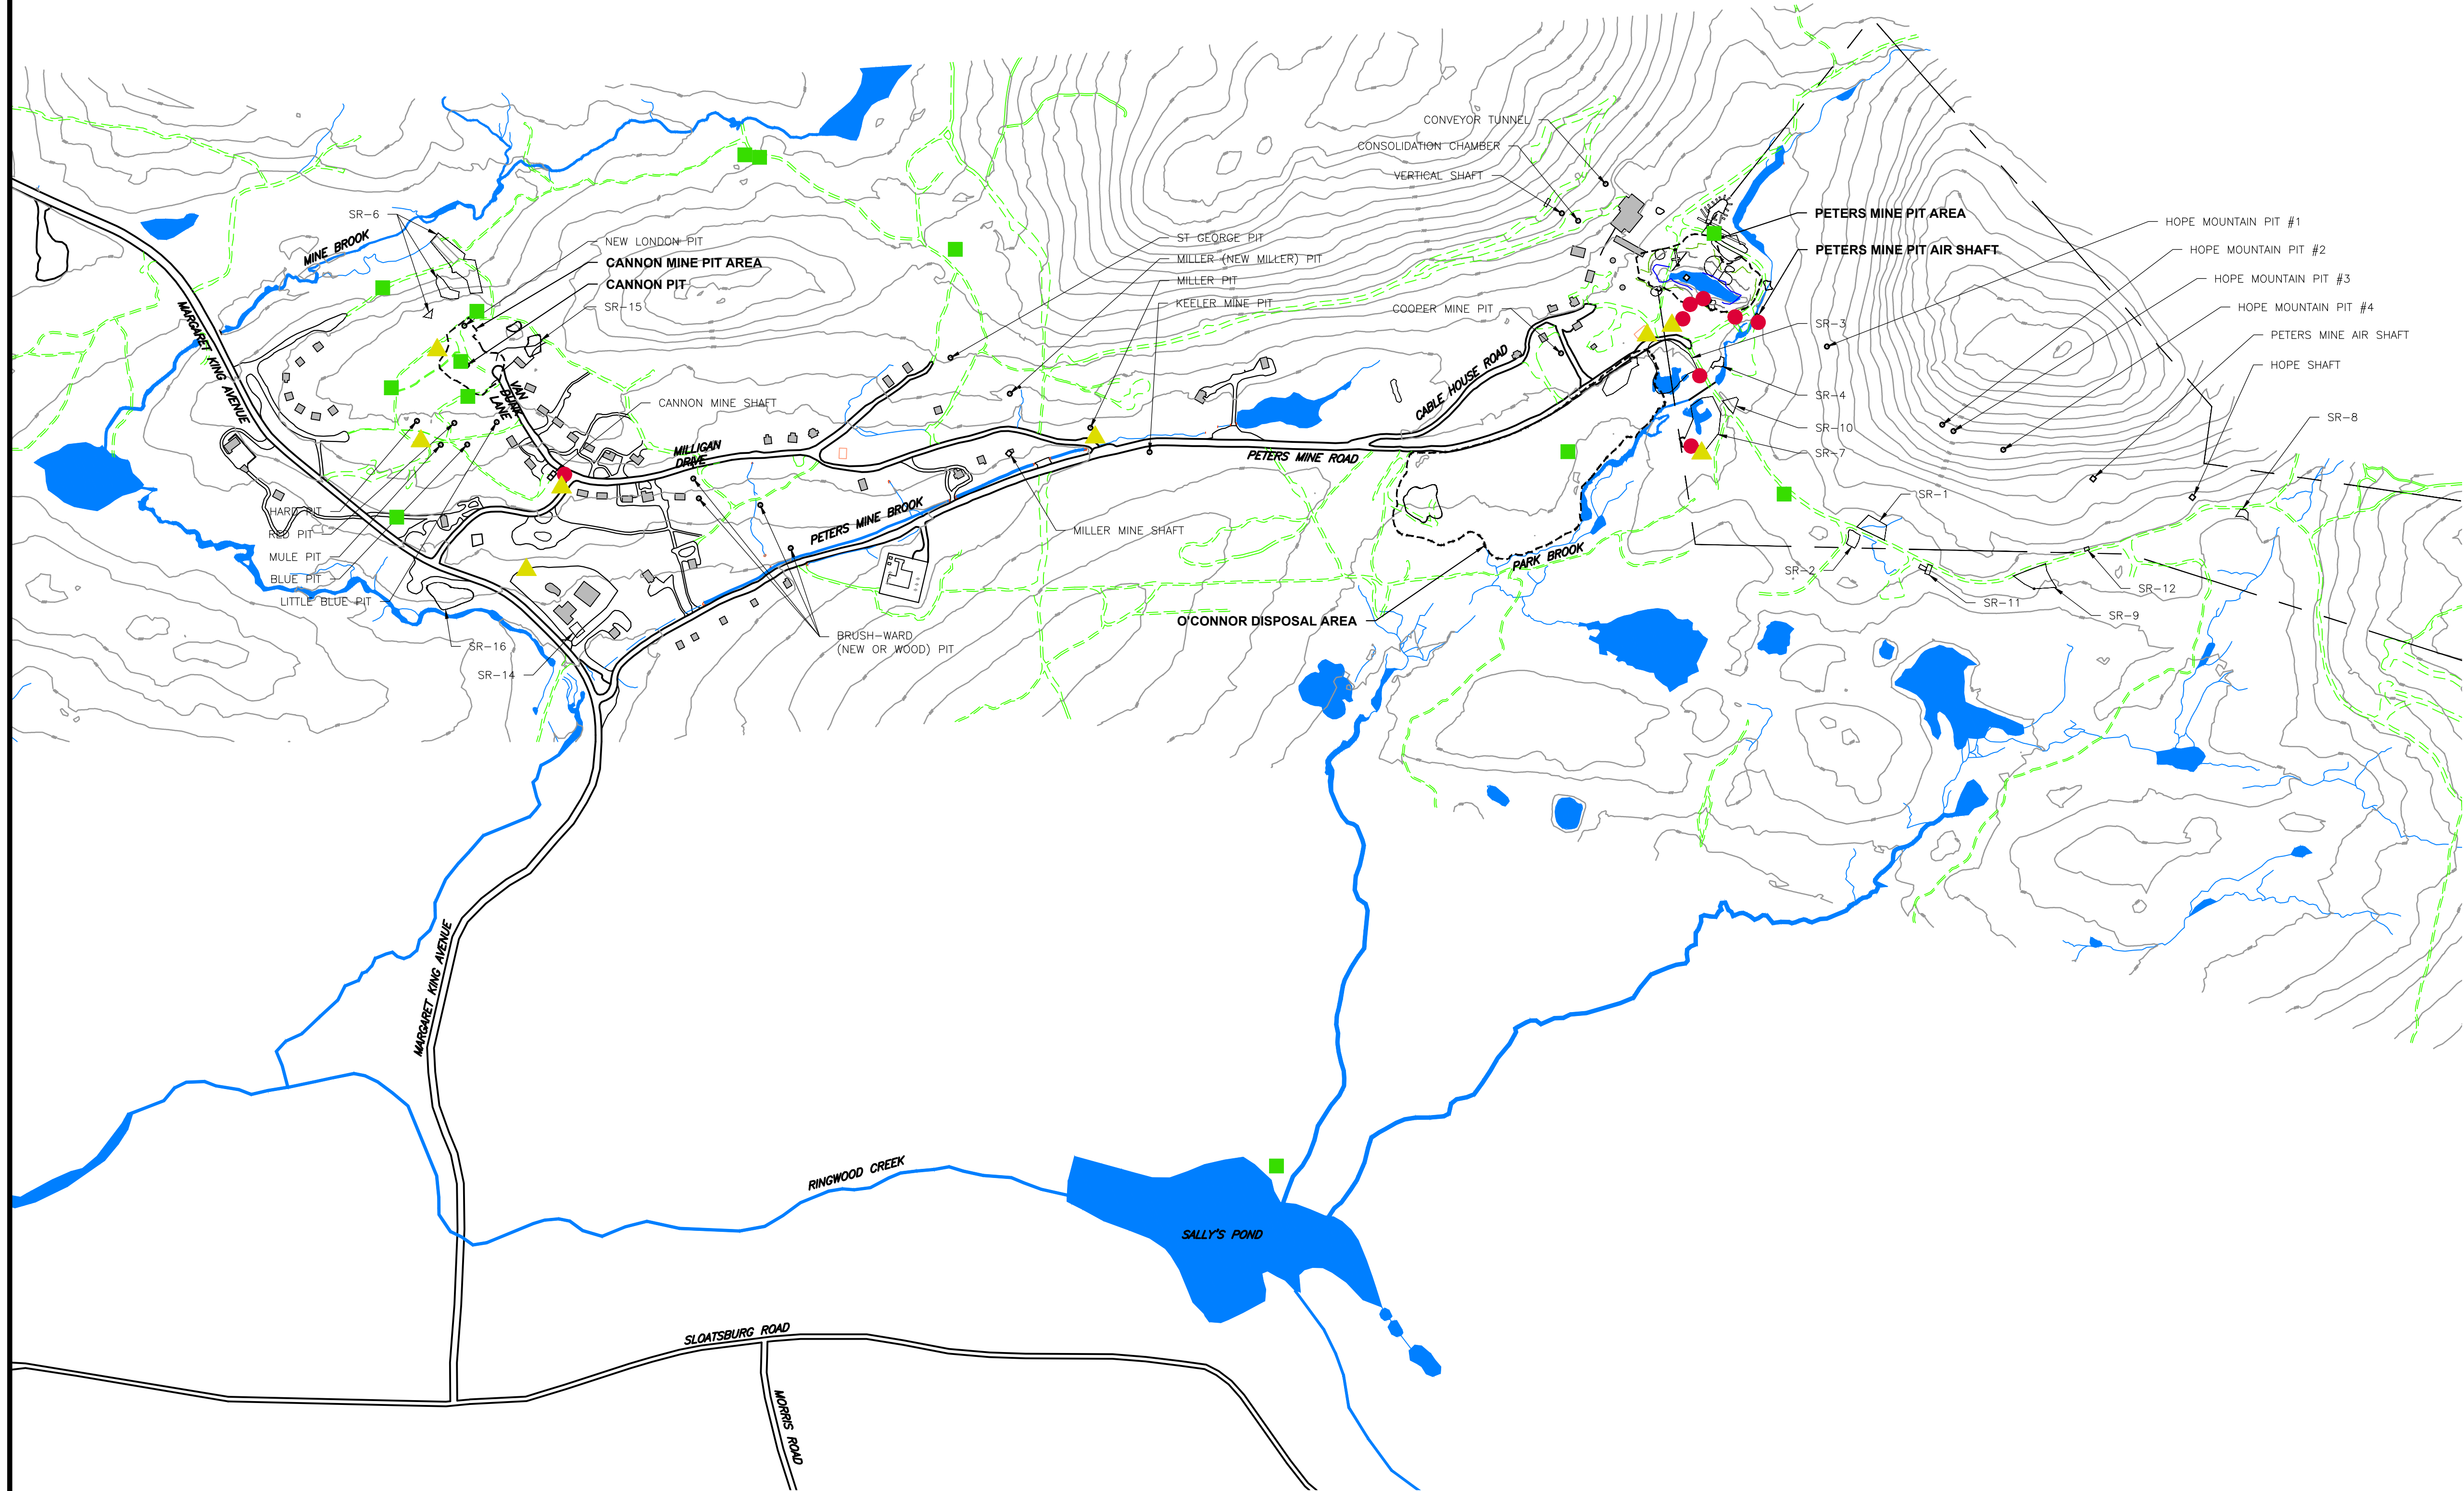 CONVEYOR TUNNEL
CONSOLIDATION CHAMBER
VERTICAL SHAFT
SR-6
MINE BROOK
NEW LONDON PIT
CANNON MINE PIT AREA
CANNON PIT
SR-15
ST GEORGE PIT
MILLER (NEW MILLER) PIT
MILLER PIT
KEELER MINE PIT
COOPER MINE PIT
PETERS MINE PIT AREA
PETERS MINE PIT AIR SHAFT
HOPE MOUNTAIN PIT #1
HOPE MOUNTAIN PIT #2
HOPE MOUNTAIN PIT #3
HOPE MOUNTAIN PIT #4
PETERS MINE AIR SHAFT
HOPE SHAFT
SR-8
SR-3
SR-4
SR-10
SR-7
MARGARET KING AVENUE
VAN
DUNK
LANE
CANNON MINE SHAFT
MILLIGAN
DRIVE
CABLE HOUSE ROAD
PETERS MINE ROAD
HARD PIT
RED PIT
MULE PIT
BLUE PIT
LITTLE BLUE PIT
PETERS MINE BROOK
MILLER MINE SHAFT
PARK BROOK
SR-1
SR-2
SR-11
SR-12
SR-9
O'CONNOR DISPOSAL AREA
BRUSH-WARD
(NEW OR WOOD) PIT
SR-16
SR-14
MARGARET KING AVENUE
RINGWOOD CREEK
SALLY'S POND
SLOATSBURG ROAD
MORRIS ROAD